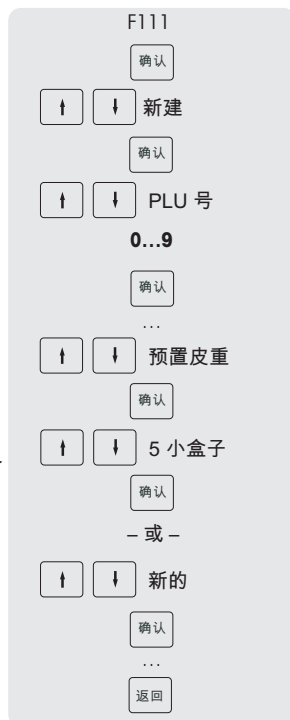 F111
确认
新建
确认
PLU 号
0...9
确认
...
预置皮重
确认
5 小盒子
确认
– 或 –
新的
确认
...
返回